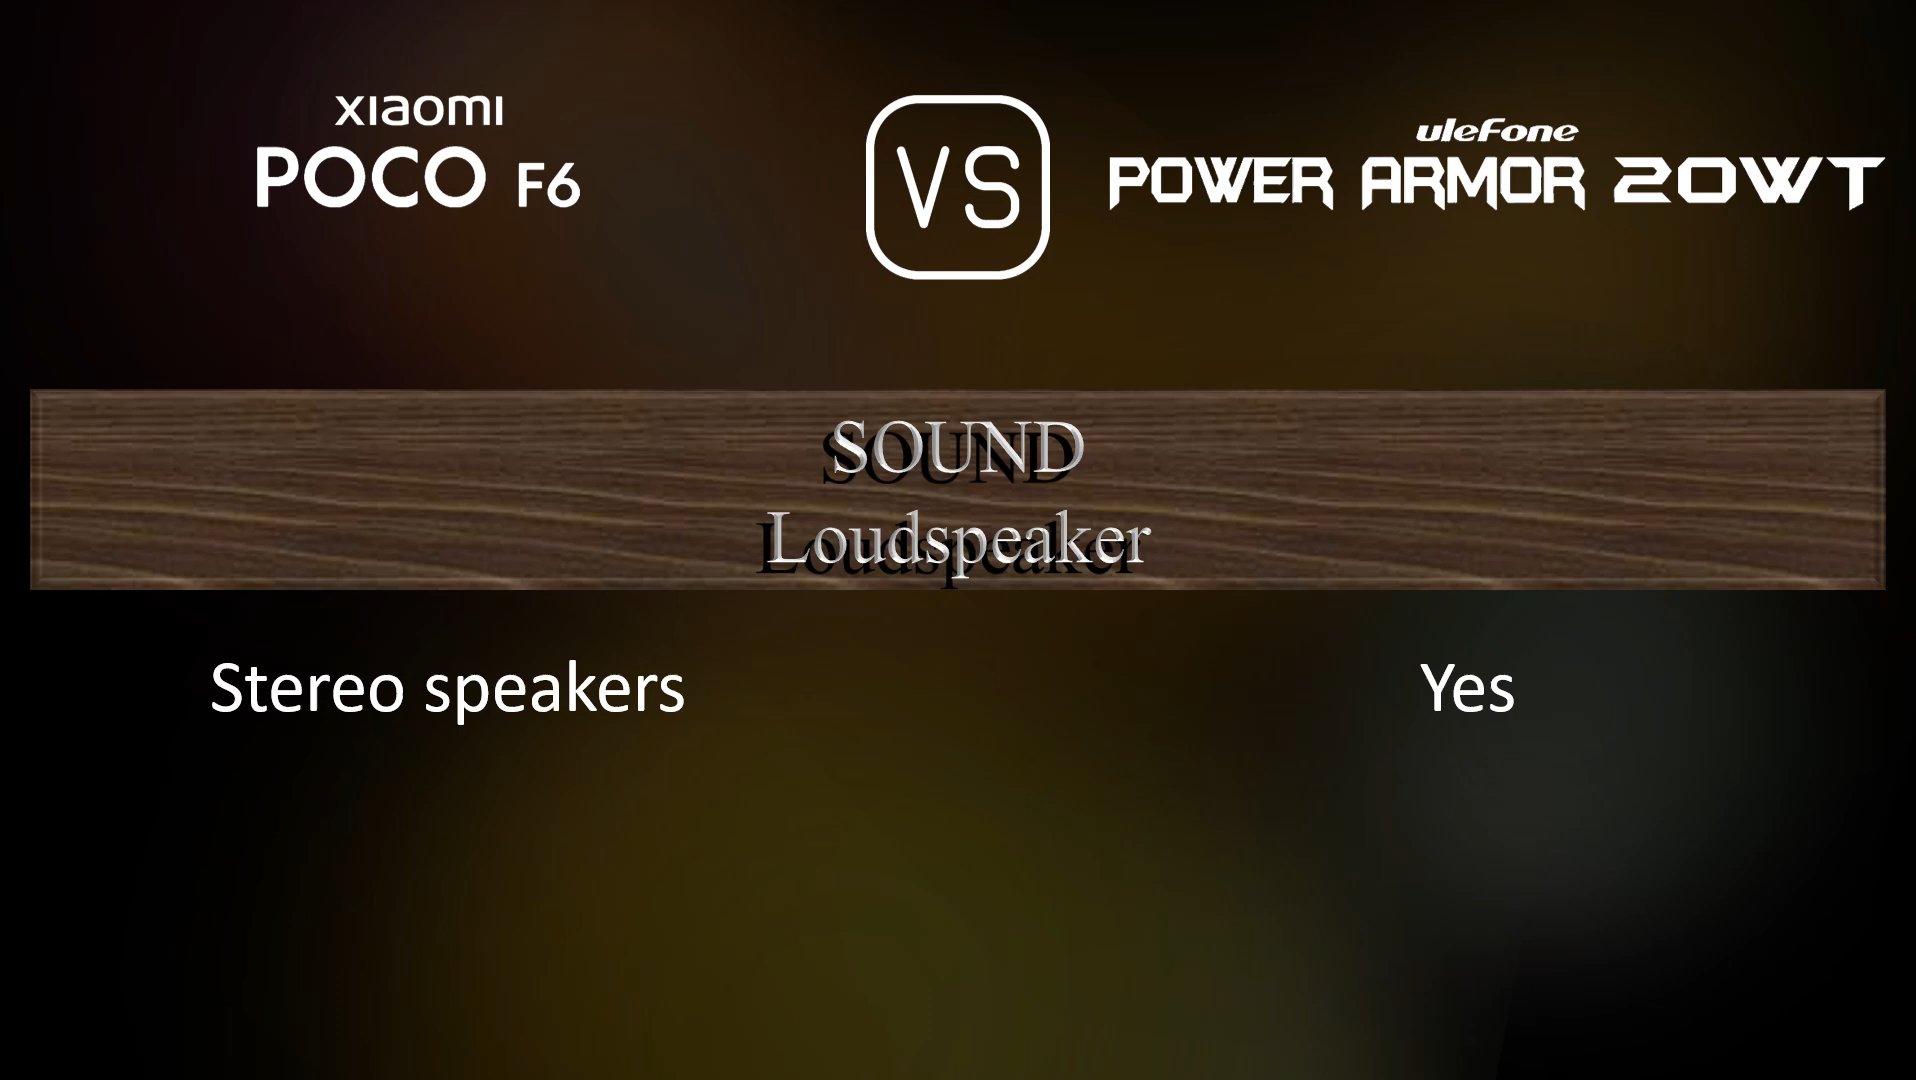 xiaomi
POCO F6
VS
uleFone
POWER ARMOR 20WT
SOUND
Loudspeaker
Stereo speakers
Yes